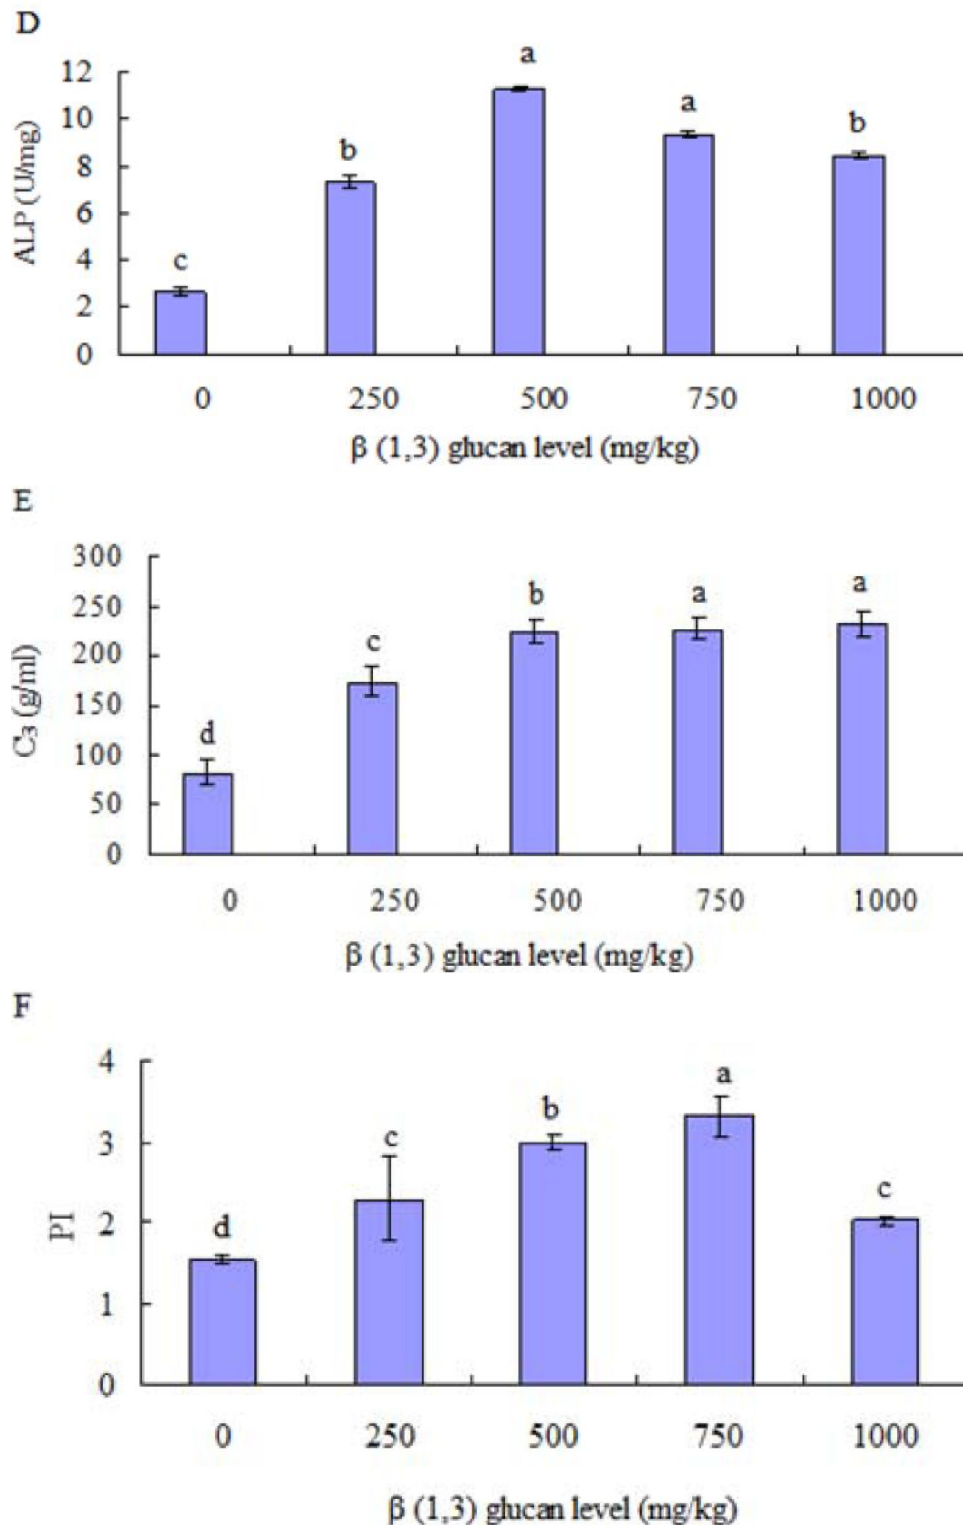 D
a
12
a
10
b
b
8
ALP (U/mg)
6
c
4
2
0
0 250 500 750 1000
β (1,3) glucan level (mg/kg)
E
300
a
a
b
250
c
200
C₃ (g/ml)
150
d
100
50
0
0 250 500 750 1000
β (1,3) glucan level (mg/kg)
F
4
a
b
c
3
c
d
PI
2
1
0
0 250 500 750 1000
β (1,3) glucan level (mg/kg)